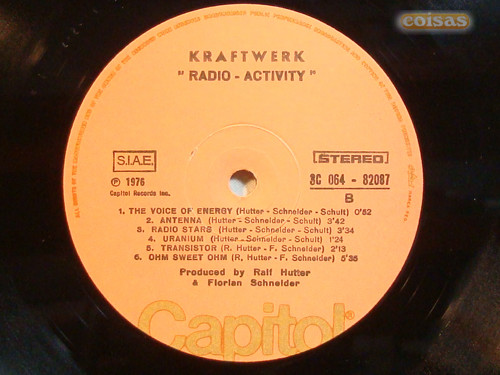 eoisas
KRAFTWERK
"RADIO - ACTIVITY"
S.I.A.E.
STEREO
℗ 1976
3C 064 - 82087
Capitol Records Inc.
B
1. THE VOICE OF ENERGY (Hutter - Schneider - Schult) 0'52
2. ANTENNA (Hutter - Schneider - Schult) 3'42
3. RADIO STARS (Hutter - Schneider - Schult) 3'34
4. URANIUM (Hutter - Schneider - Schult) 1'24
5. TRANSISTOR (R. Hutter - F. Schneider) 2'13
6. OHM SWEET OHM (R. Hutter - F. Schneider) 5'35
Produced by Ralf Hutter
& Florian Schneider
Capitol®